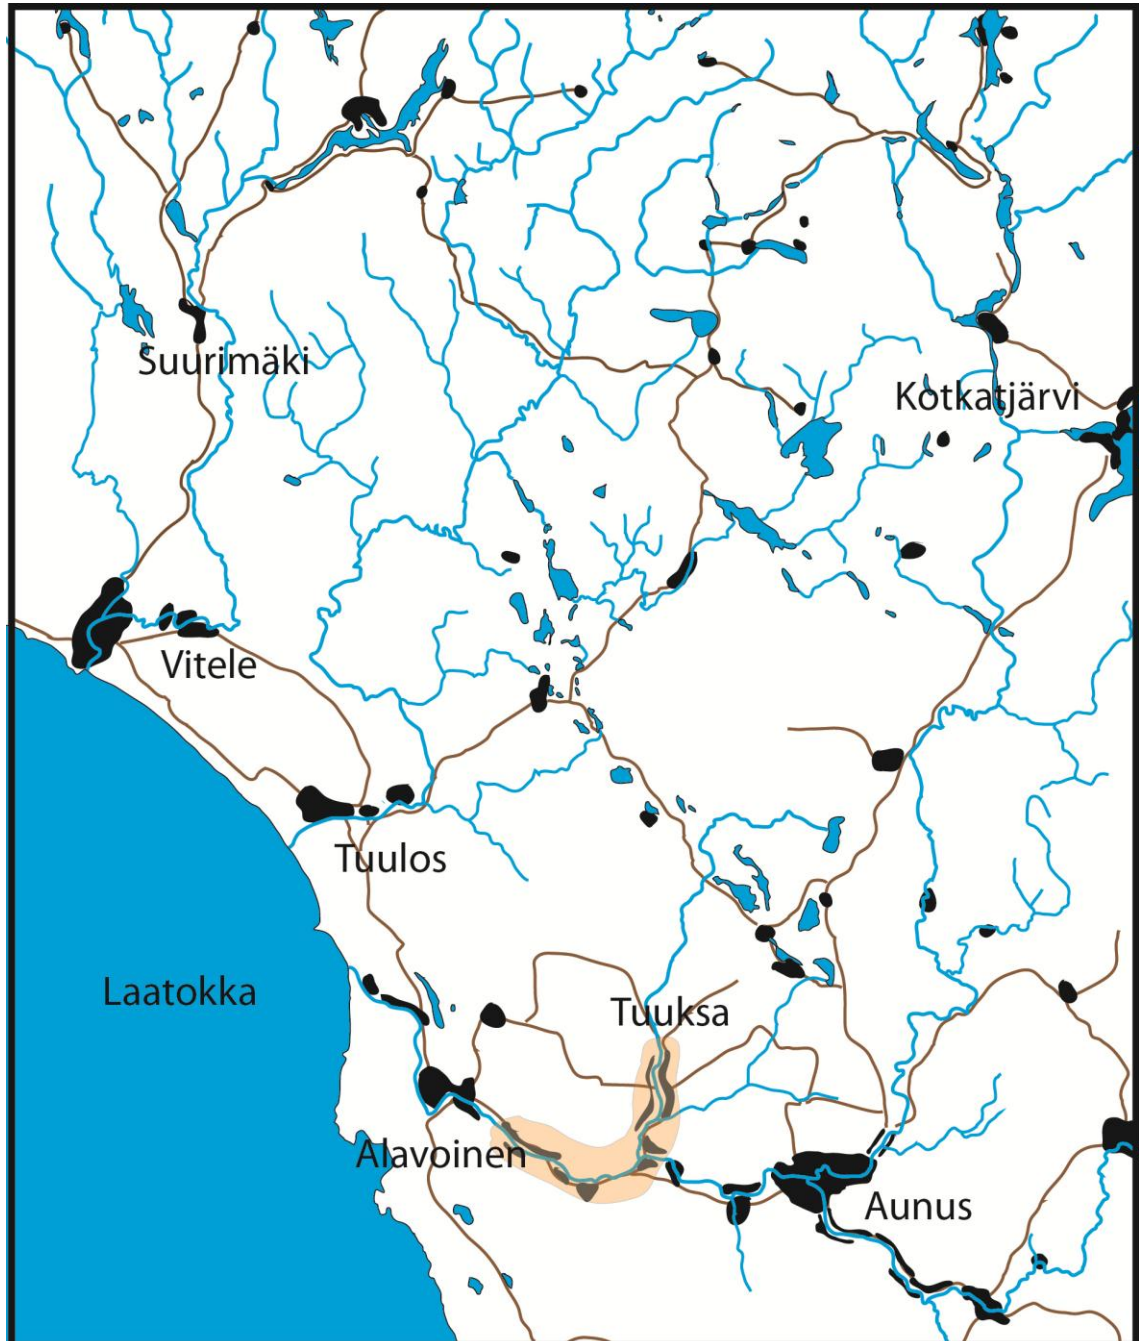 Suurimäki
Kotkatjärvi
Vitele
Tuulos
Laatokka
Tuuksa
Alavoinen
Aunus